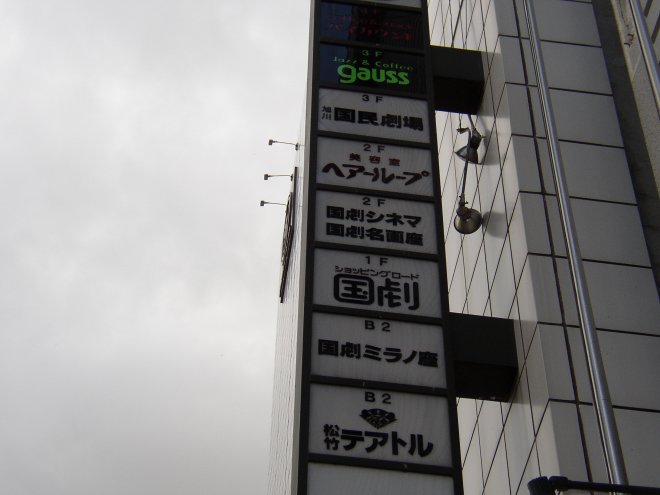 3F
Jazz & Coffee
gauss
3F
旭川 国民劇場
2F
美容室
ヘアーループ
2F
国劇シネマ
国劇名画座
1F
ショッピングロード
国劇
B2
国劇ミラノ座
B2
松竹テアトル